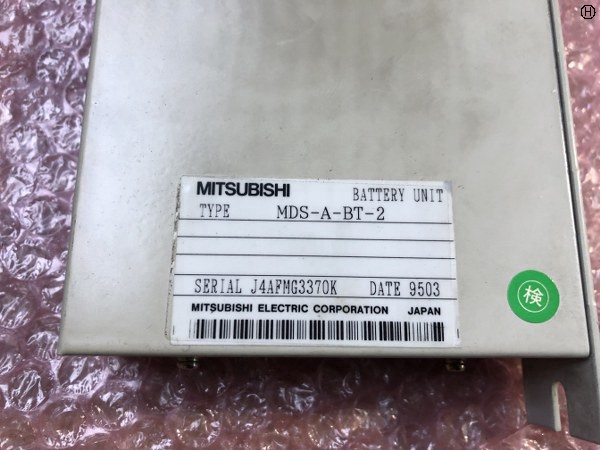 H
MITSUBISHI BATTERY UNIT
TYPE MDS-A-BT-2
SERIAL J4AFMG3370K DATE 9503
MITSUBISHI ELECTRIC CORPORATION JAPAN
検